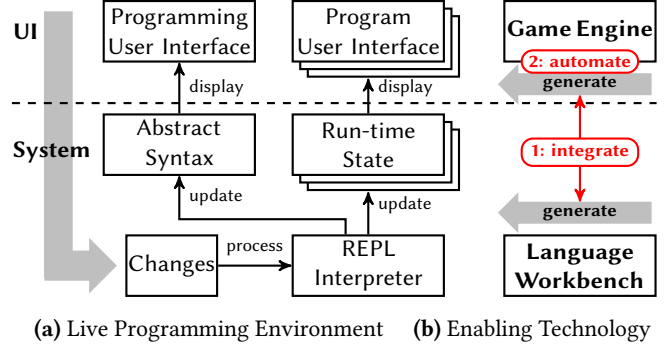 UI
Programming
User Interface
Program
User Interface
Game Engine
2: automate
generate
display
display
System
Abstract
Syntax
Run-time
State
1: integrate
update
update
generate
Changes
process
REPL
Interpreter
Language
Workbench
(a) Live Programming Environment
(b) Enabling Technology